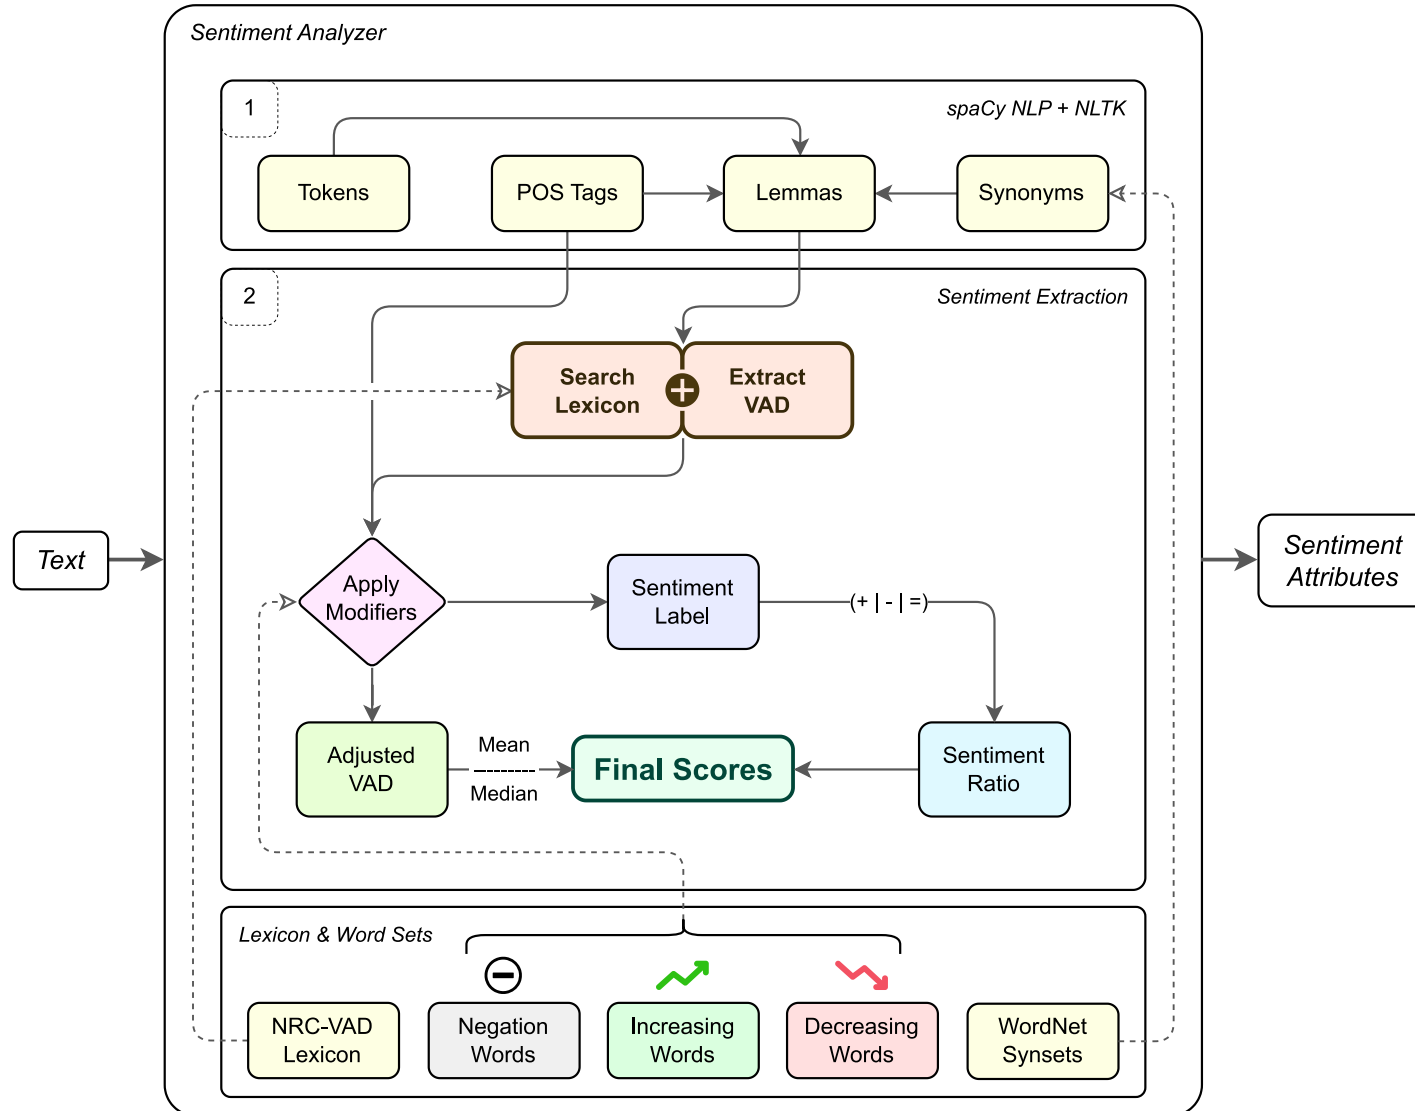 Sentiment Analyzer
1
spaCy NLP + NLTK
Tokens
POS Tags
Lemmas
Synonyms
2
Sentiment Extraction
Search
Lexicon
Extract
VAD
Text
Apply
Modifiers
Sentiment
Label
(+ | - | =)
Sentiment
Attributes
Adjusted
VAD
Mean
----------
Median
Final Scores
Sentiment
Ratio
Lexicon & Word Sets
NRC-VAD
Lexicon
Negation
Words
Increasing
Words
Decreasing
Words
WordNet
Synsets